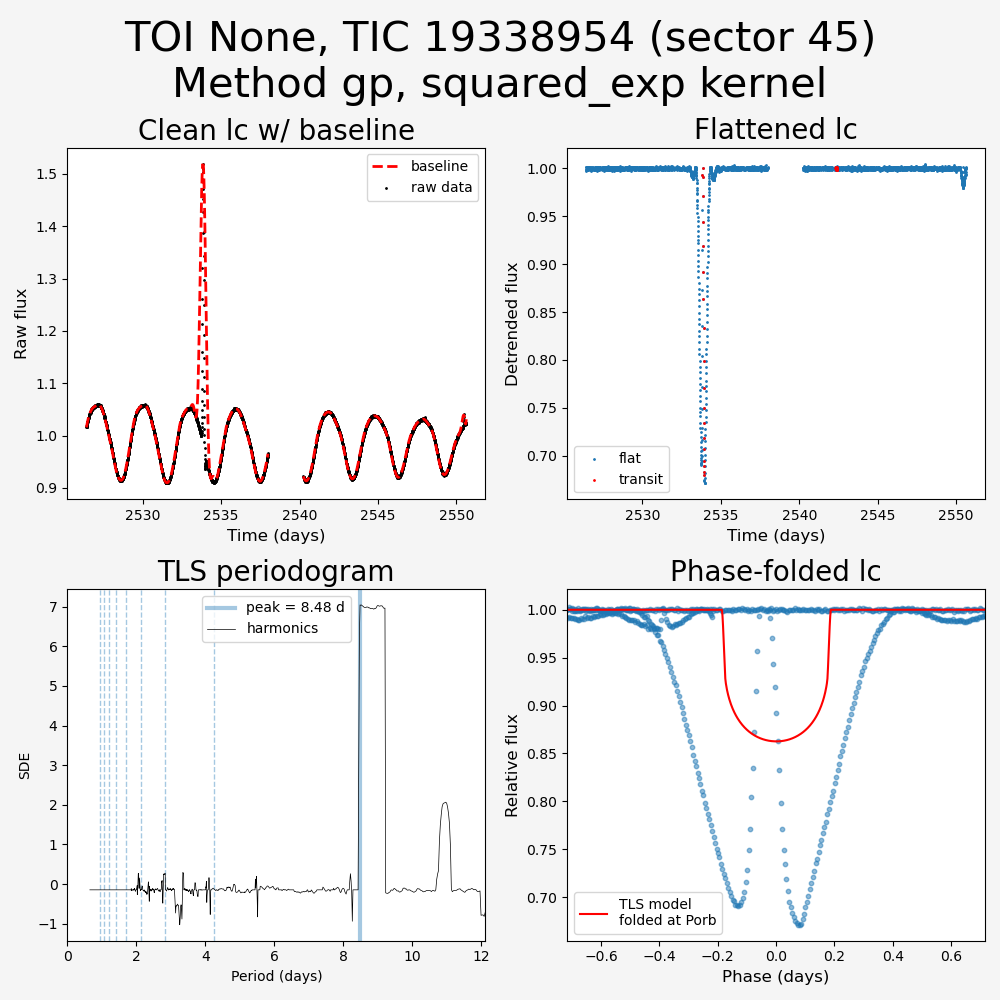 TOI None, TIC 19338954 (sector 45)
Method gp, squared_exp kernel
Clean lc w/ baseline
baseline
raw data
1.5
1.4
1.3
1.2
1.1
1.0
0.9
Raw flux
2530 2535 2540 2545 2550
Time (days)
Flattened lc
1.00
0.95
0.90
0.85
0.80
0.75
0.70
Detrended flux
flat
transit
2530 2535 2540 2545 2550
Time (days)
TLS periodogram
peak = 8.48 d
harmonics
7
6
5
4
3
2
1
0
−1
SDE
0 2 4 6 8 10 12
Period (days)
Phase-folded lc
1.00
0.95
0.90
0.85
0.80
0.75
0.70
Relative flux
TLS model
folded at Porb
−0.6 −0.4 −0.2 0.0 0.2 0.4 0.6
Phase (days)